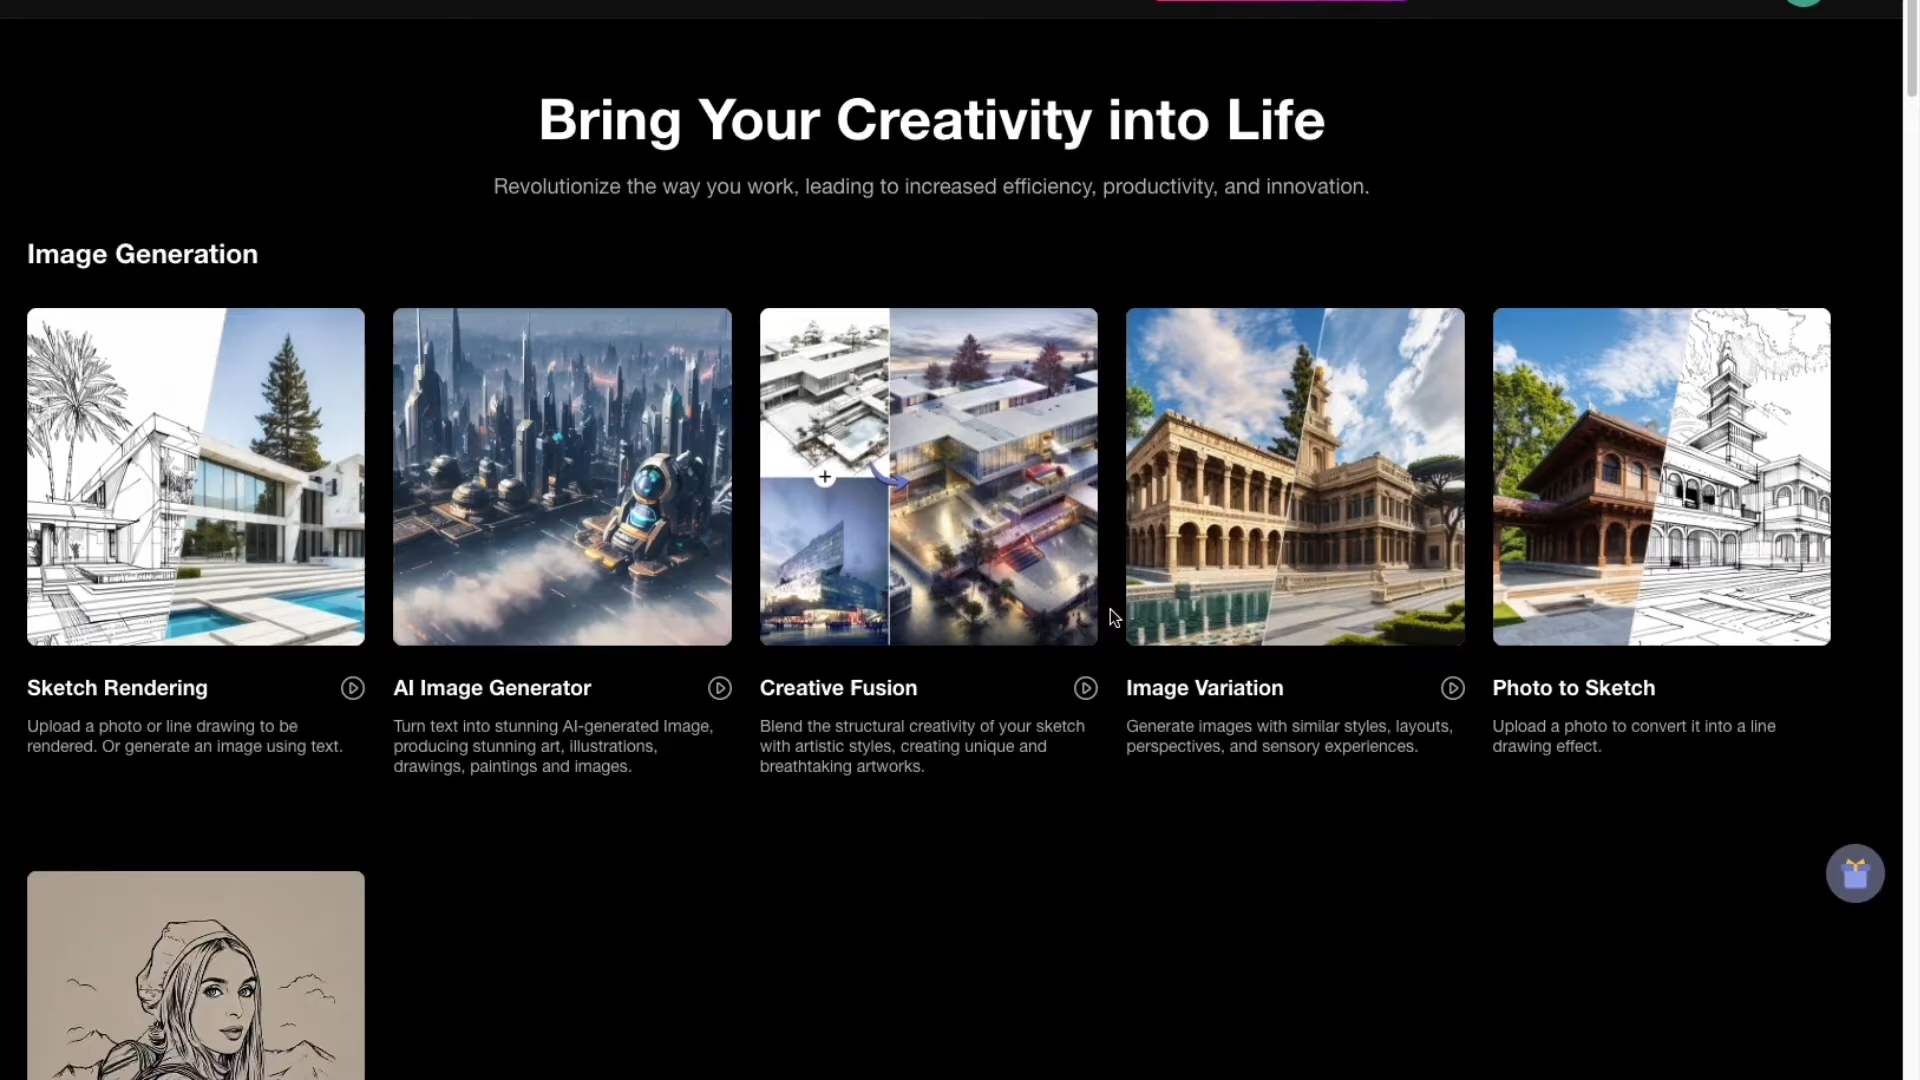 Bring Your Creativity into Life
Revolutionize the way you work, leading to increased efficiency, productivity, and innovation.
Image Generation
Sketch Rendering
Upload a photo or line drawing to be
rendered. Or generate an image using text.
AI Image Generator
Turn text into stunning AI-generated Image,
producing stunning art, illustrations,
drawings, paintings and images.
Creative Fusion
Blend the structural creativity of your sketch
with artistic styles, creating unique and
breathtaking artworks.
Image Variation
Generate images with similar styles, layouts,
perspectives, and sensory experiences.
Photo to Sketch
Upload a photo to convert it into a line
drawing effect.